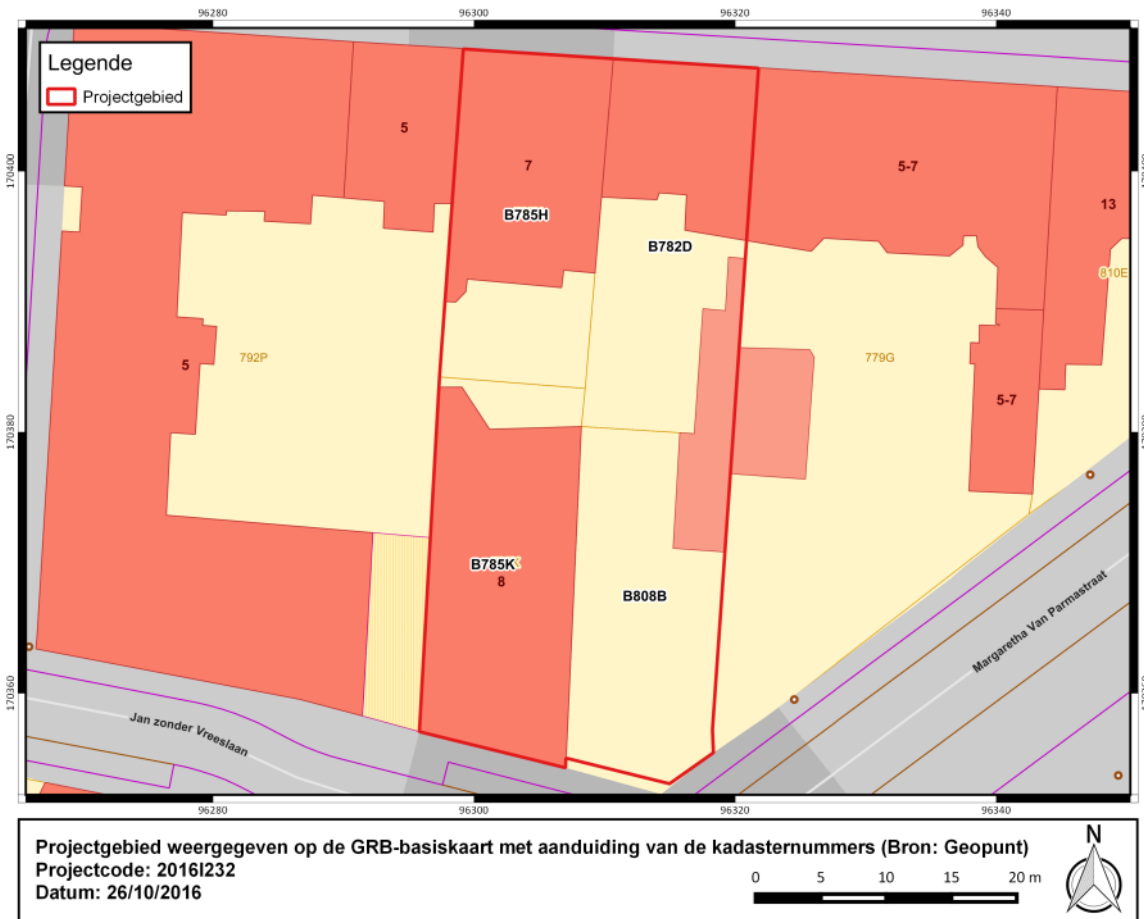 96280 96300 96320 96340
Legende
Projectgebied
170400
170400
5
7
5-7
13
B785H
B782D
810E
5
792P
779G
5-7
170380
170380
B785K
8
B808B
Margaretha Van Parmastraat
170360
170360
Jan zonder Vreeslaan
96280 96300 96320 96340
Projectgebied weergegeven op de GRB-basiskaart met aanduiding van de kadasternummers (Bron: Geopunt)
Projectcode: 2016I232
Datum: 26/10/2016
0 5 10 15 20 m
N